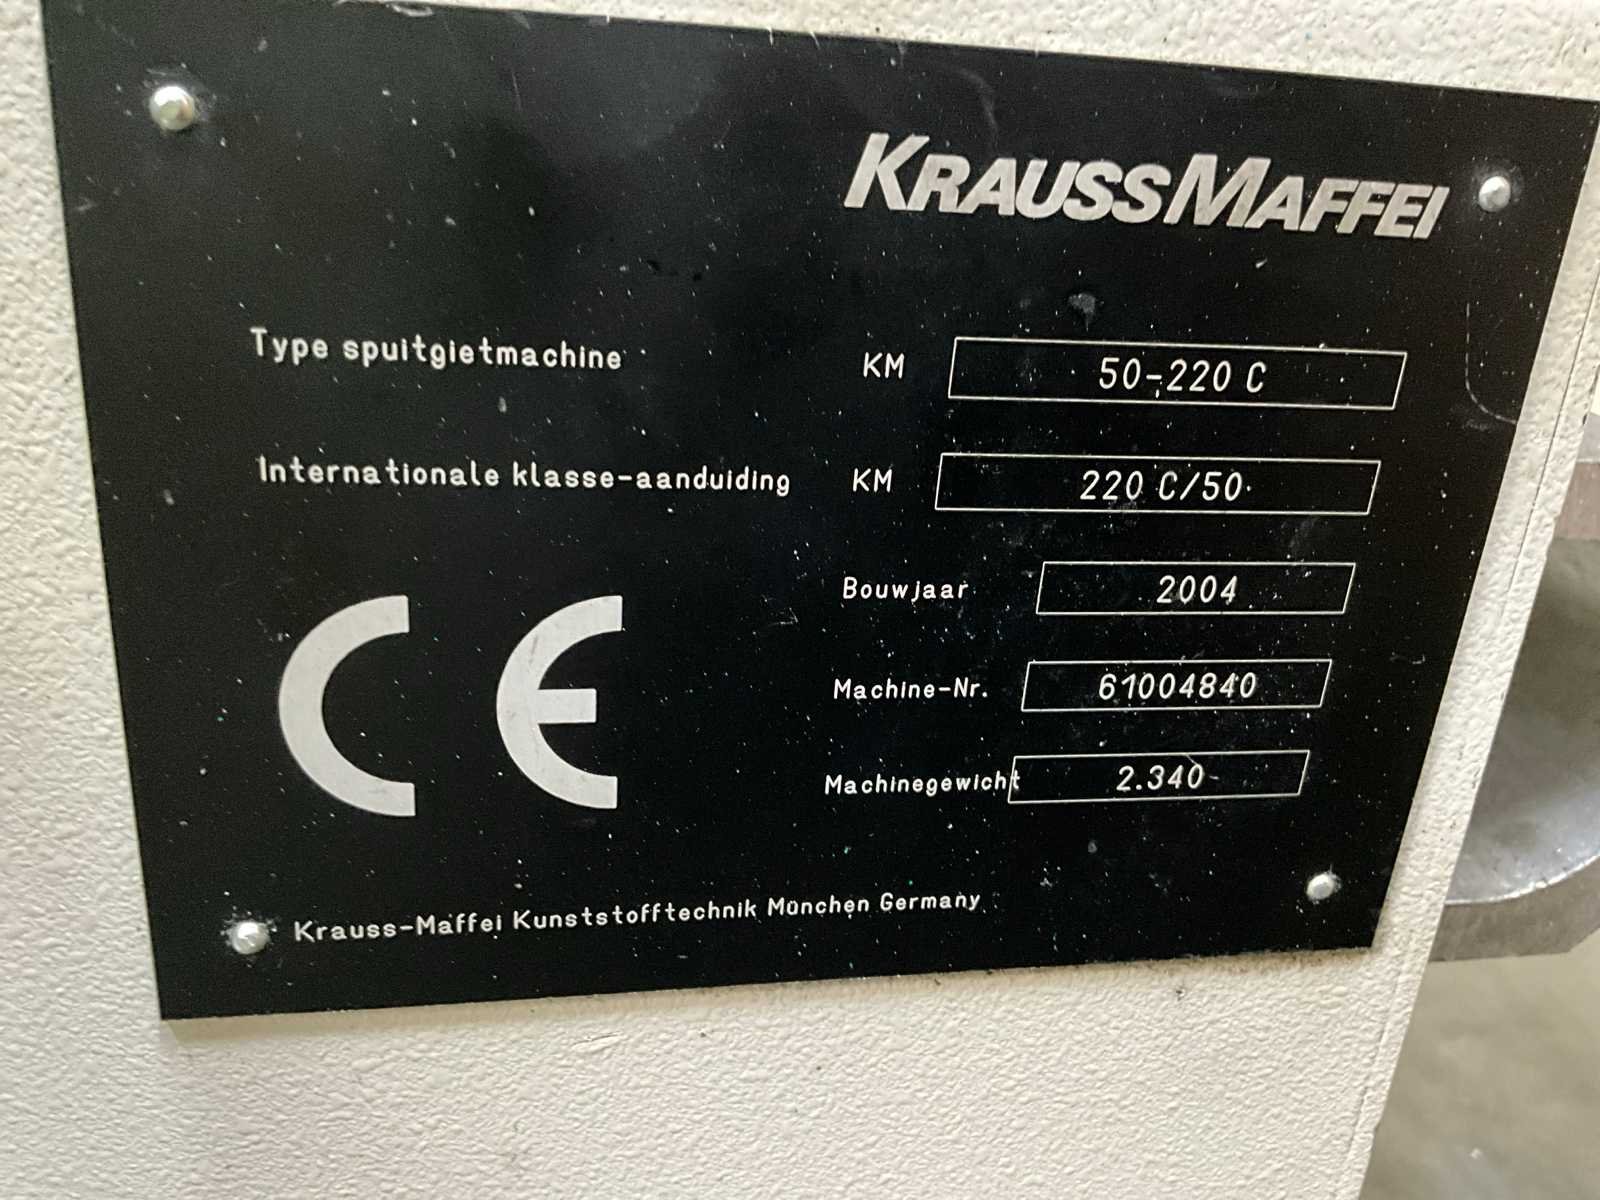 KRAUSSMAFFEI
Type spuitgietmachine KM 50-220 C
Internationale klasse-aanduiding KM 220 C/50
Bouwjaar 2004
Machine-Nr. 61004840
Machinegewicht 2.340
CE
Krauss-Maffei Kunststofftechnik München Germany